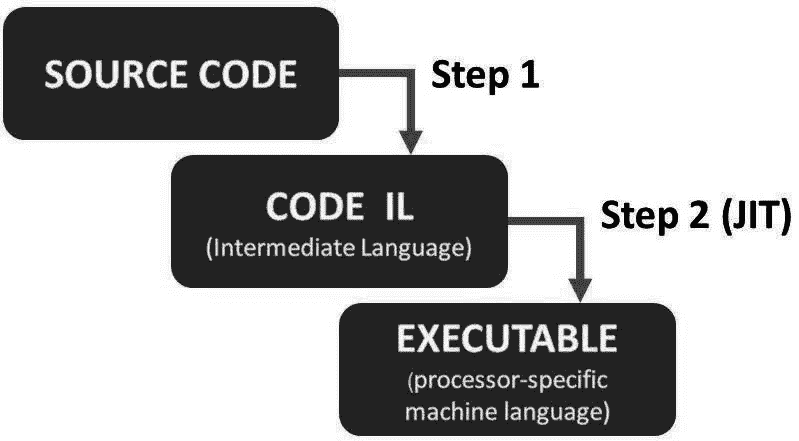 SOURCE CODE
Step 1
CODE IL
(Intermediate Language)
Step 2 (JIT)
EXECUTABLE
(processor-specific
machine language)